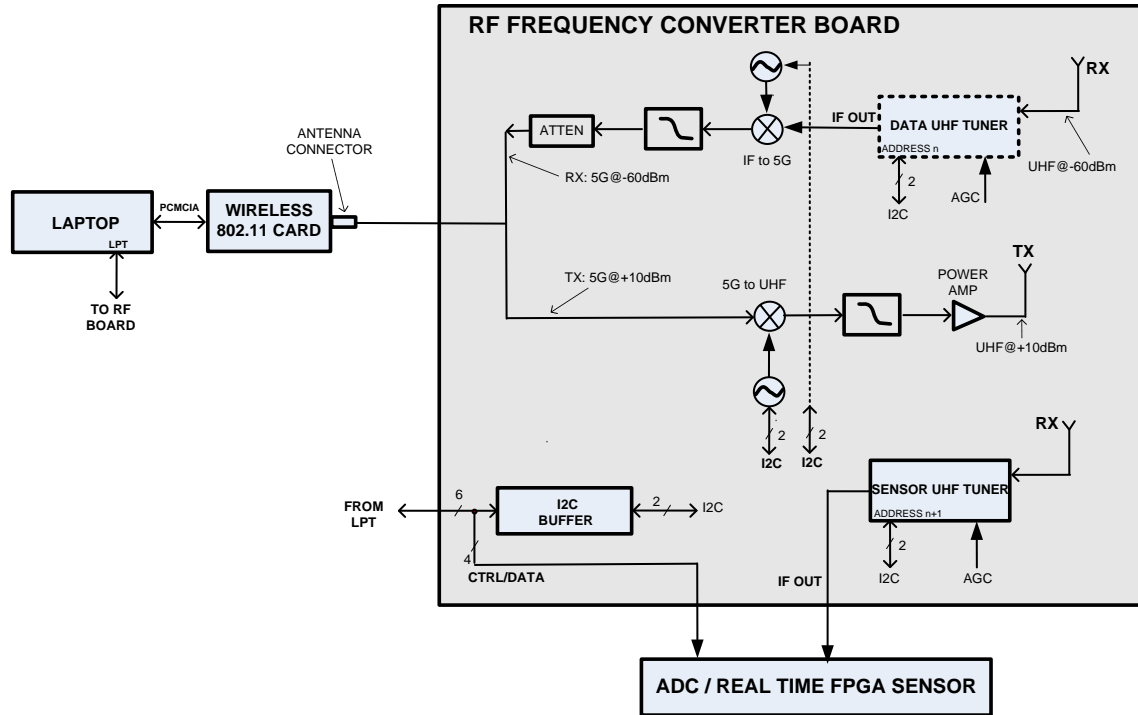 RF FREQUENCY CONVERTER BOARD
RX
IF OUT
DATA UHF TUNER
ADDRESS n
ATTEN
IF to 5G
ANTENNA
CONNECTOR
RX: 5G@-60dBm
UHF@-60dBm
2
I2C
AGC
LAPTOP
LPT
PCMCIA
WIRELESS
802.11 CARD
TX
TX: 5G@+10dBm
5G to UHF
POWER
AMP
TO RF
BOARD
UHF@+10dBm
2
I2C
2
I2C
RX
SENSOR UHF TUNER
ADDRESS n+1
2
I2C
AGC
FROM
LPT
6
I2C
BUFFER
2
I2C
4
CTRL/DATA
IF OUT
ADC / REAL TIME FPGA SENSOR